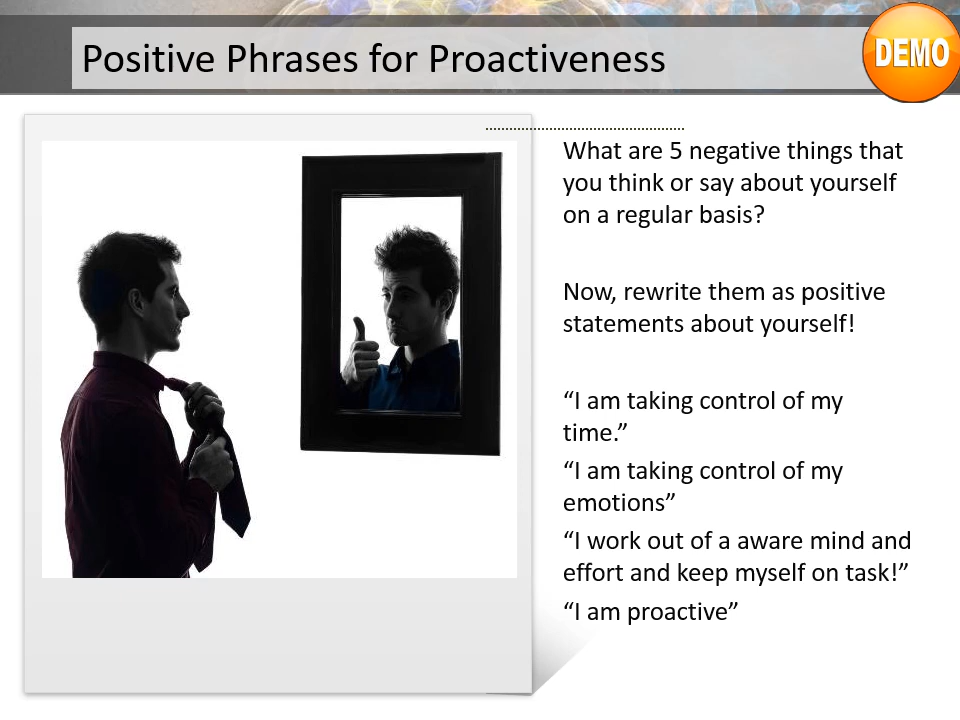 Positive Phrases for Proactiveness
DEMO
What are 5 negative things that
you think or say about yourself
on a regular basis?
Now, rewrite them as positive
statements about yourself!
“I am taking control of my
time.”
“I am taking control of my
emotions”
“I work out of a aware mind and
effort and keep myself on task!”
“I am proactive”